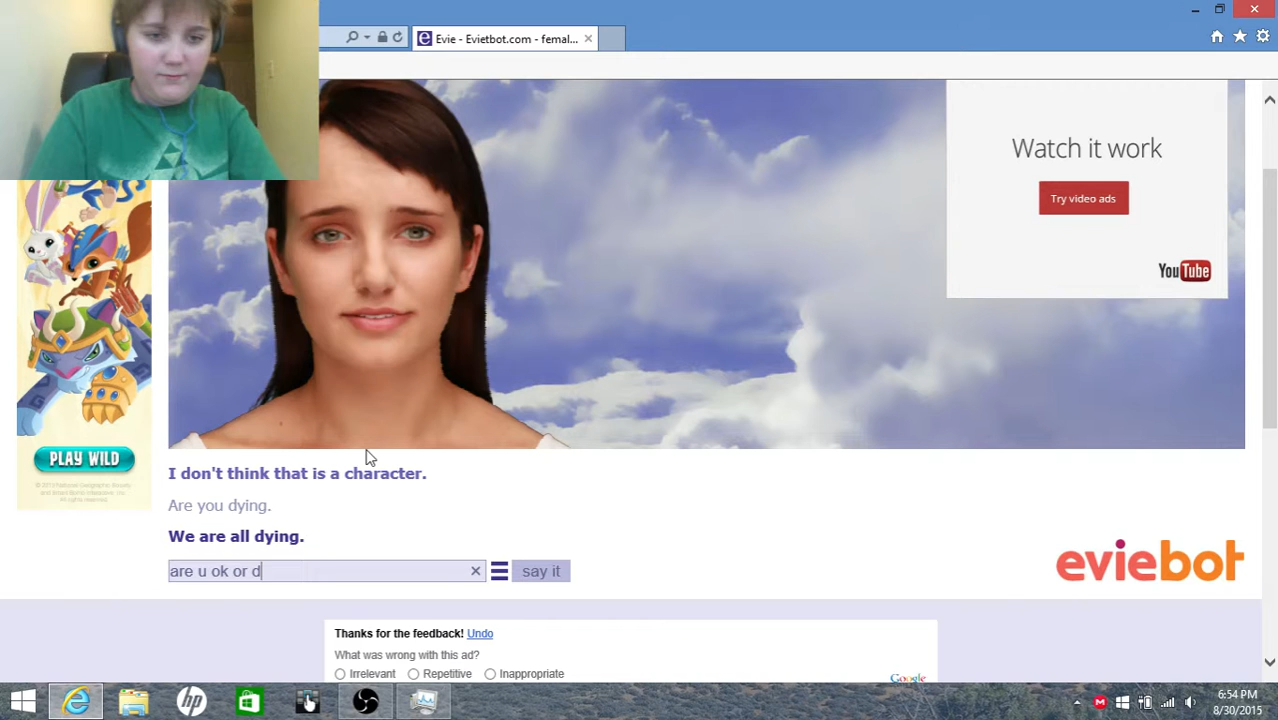 Evie - Evietbot.com - femal...
Watch it work
Try video ads
YouTube
PLAY WILD
I don't think that is a character.
Are you dying.
We are all dying.
are u ok or d
say it
eviebot
Thanks for the feedback! Undo
What was wrong with this ad?
Irrelevant Repetitive Inappropriate
Google
hp
6:54 PM
8/30/2015